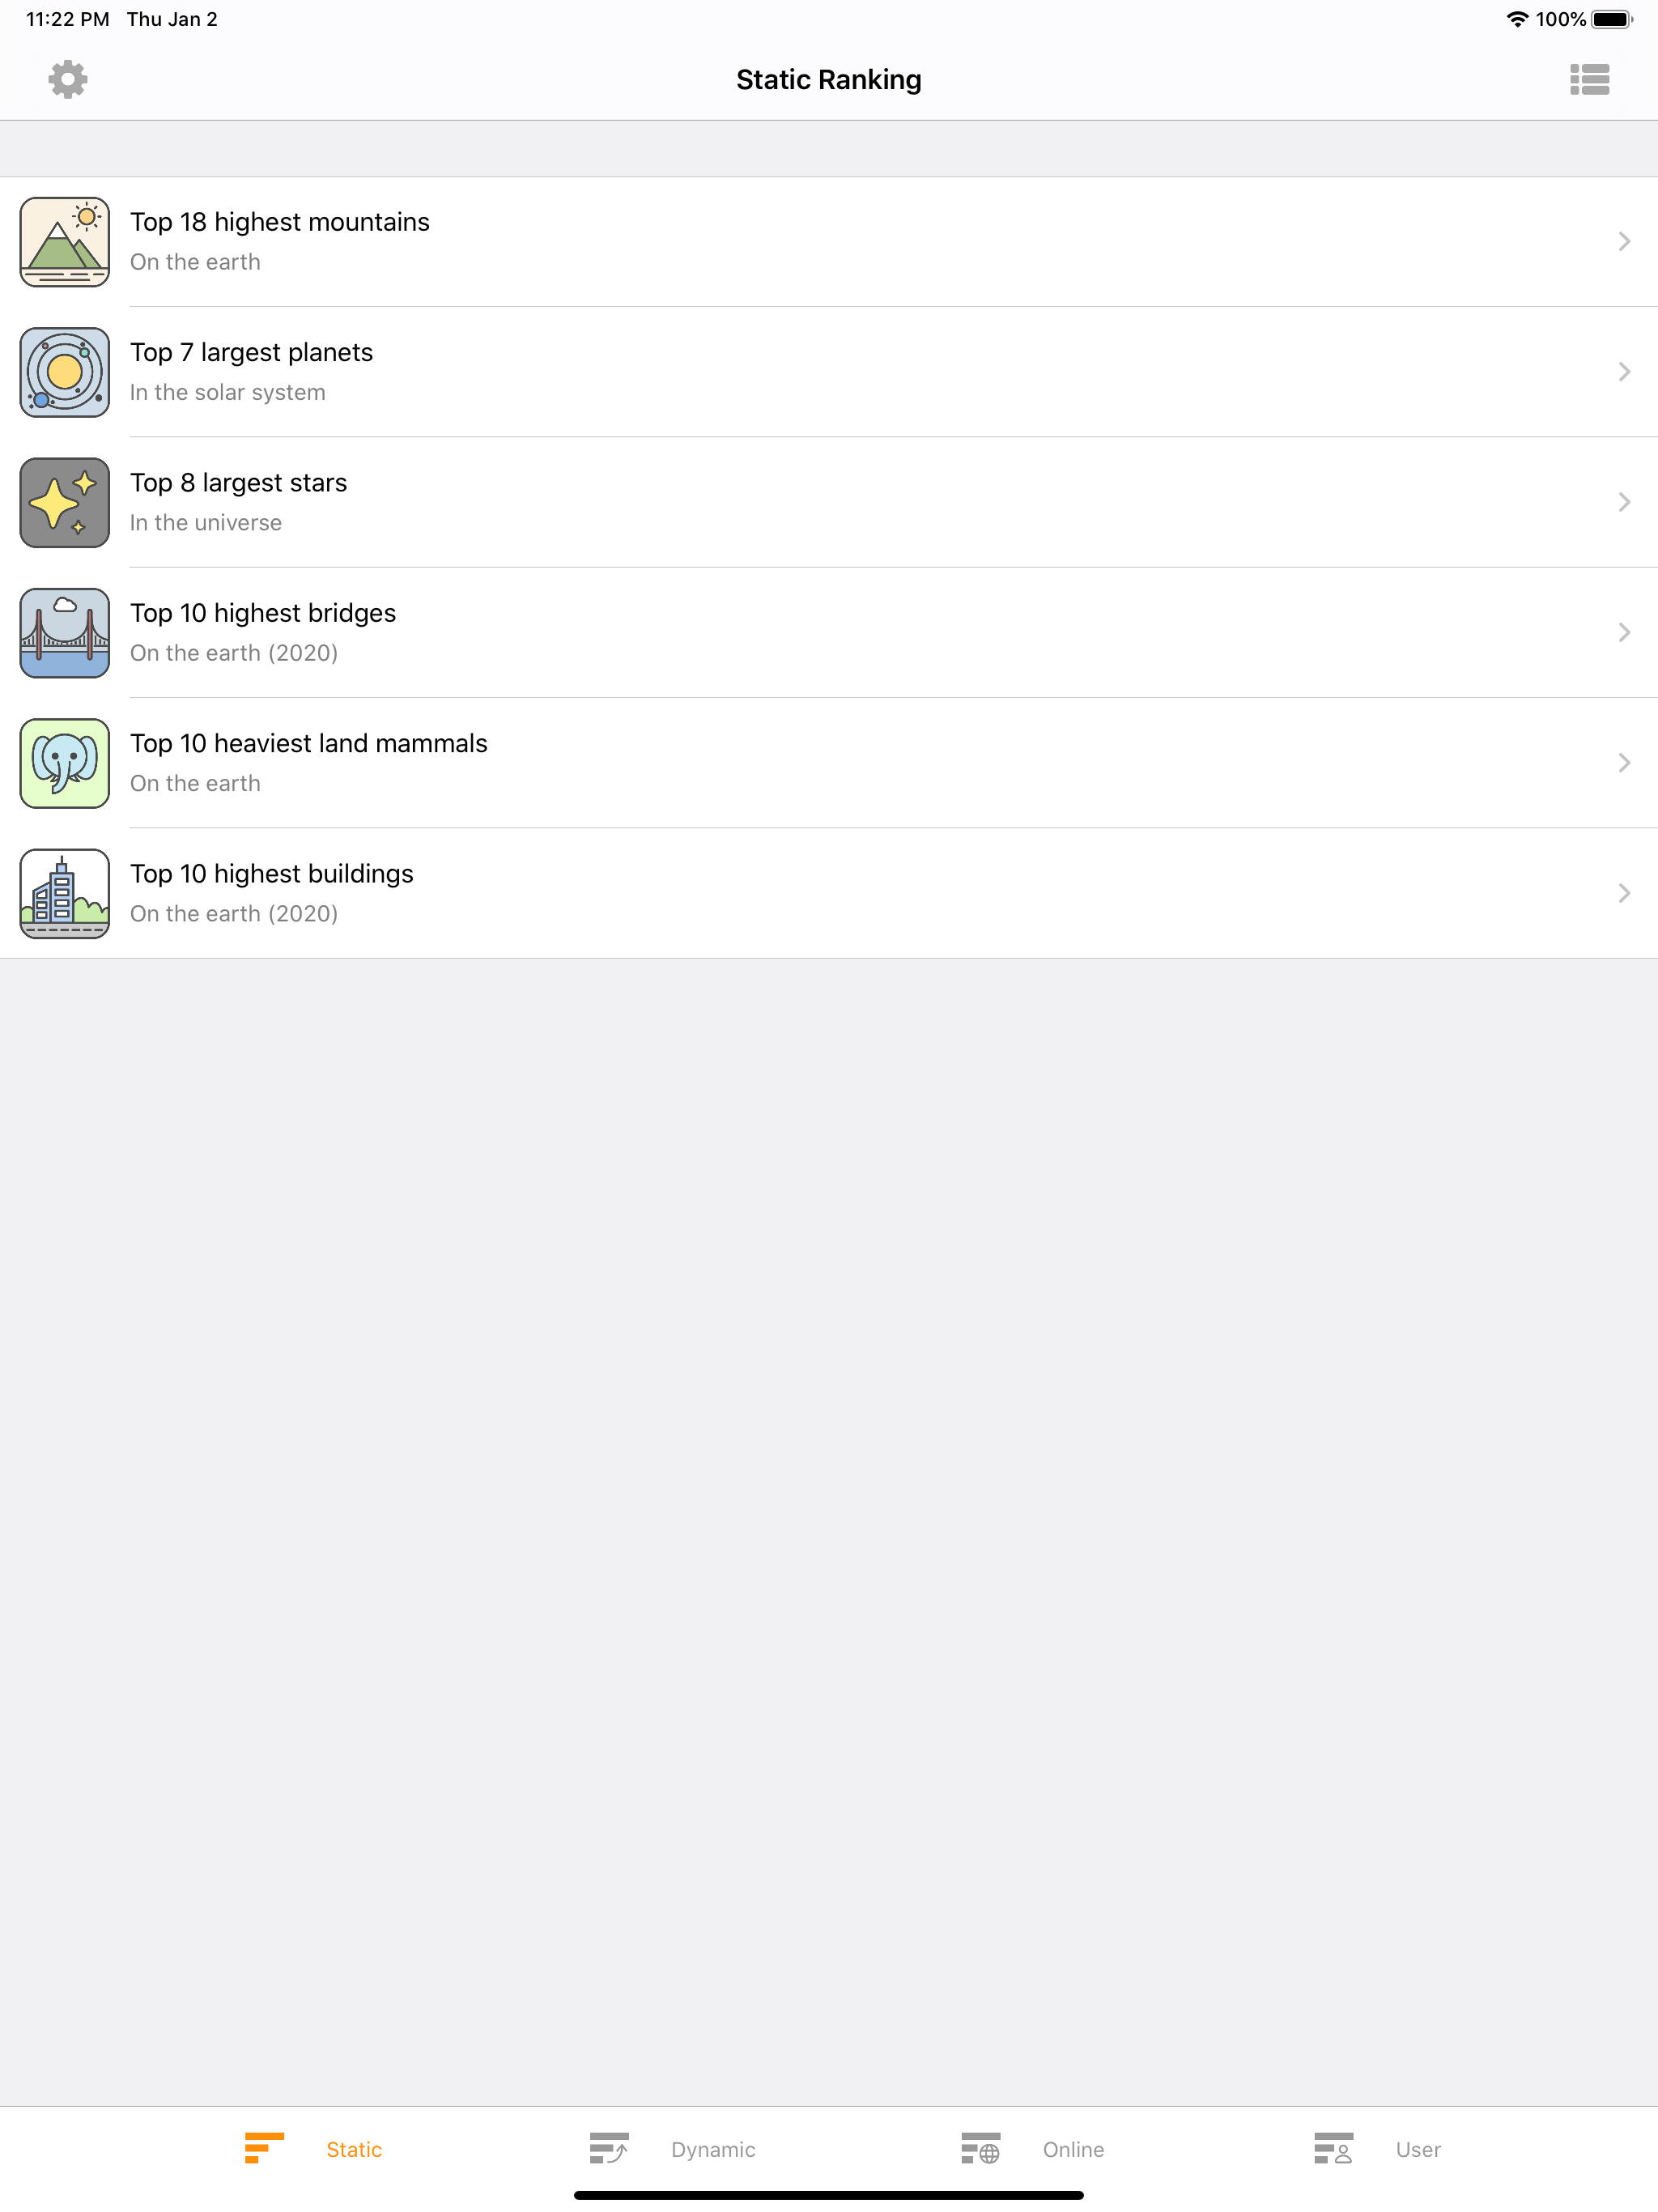 11:22 PM Thu Jan 2 100%
Static Ranking
Top 18 highest mountains
On the earth
Top 7 largest planets
In the solar system
Top 8 largest stars
In the universe
Top 10 highest bridges
On the earth (2020)
Top 10 heaviest land mammals
On the earth
Top 10 highest buildings
On the earth (2020)
Static Dynamic Online User